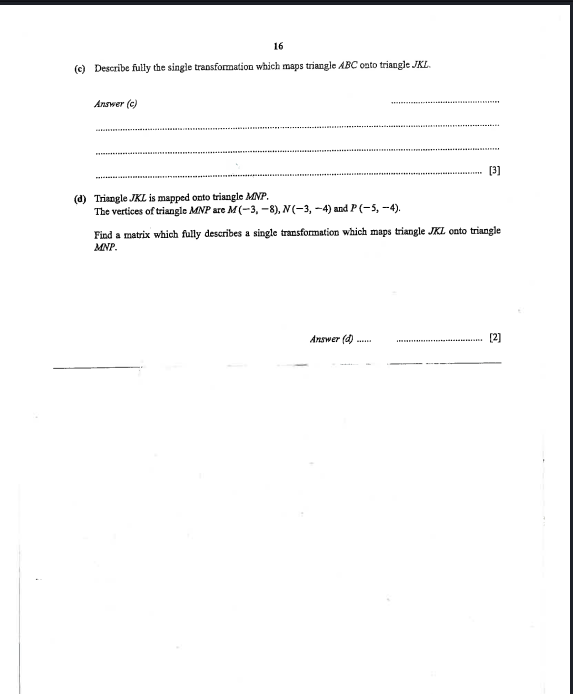 16
(c) Describe fully the single transformation which maps triangle ABC onto triangle JKL.
Answer (c) ................................
................................................................
................................................................
................................................................ [3]
(d) Triangle JKL is mapped onto triangle MNP.
The vertices of triangle MNP are M (−3, −8), N (−3, −4) and P (−5, −4).
Find a matrix which fully describes a single transformation which maps triangle JKL onto triangle
MNP.
Answer (d) ...... .......................... [2]